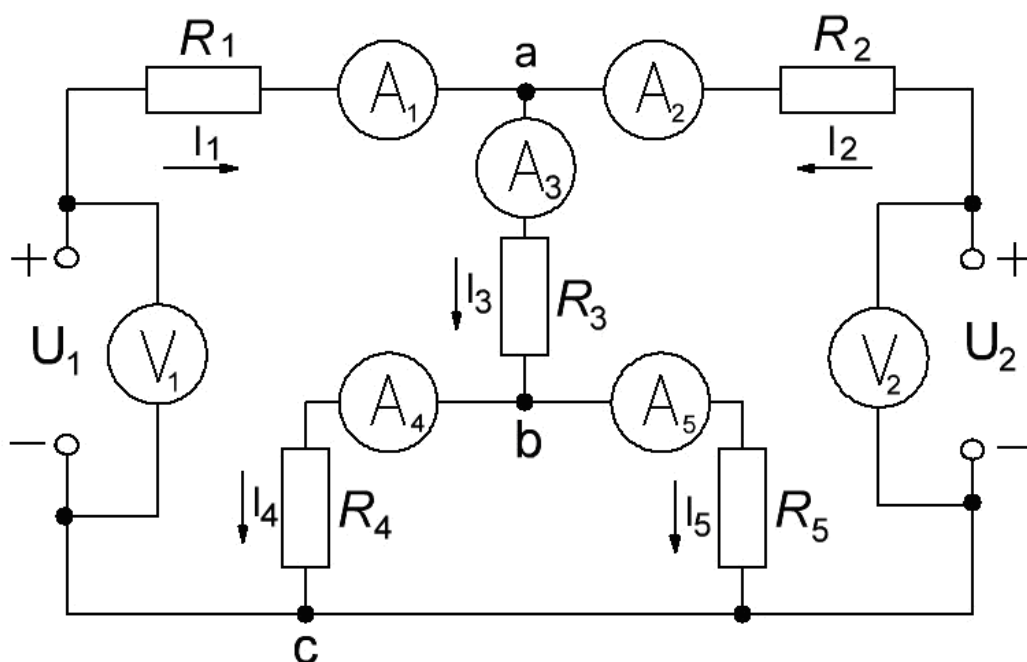 R1 a R2
A1 A2
I1 I2
A3
+ +
I3 R3
U1 V1 V2 U2
A4 A5
− b −
I4 R4 I5 R5
c